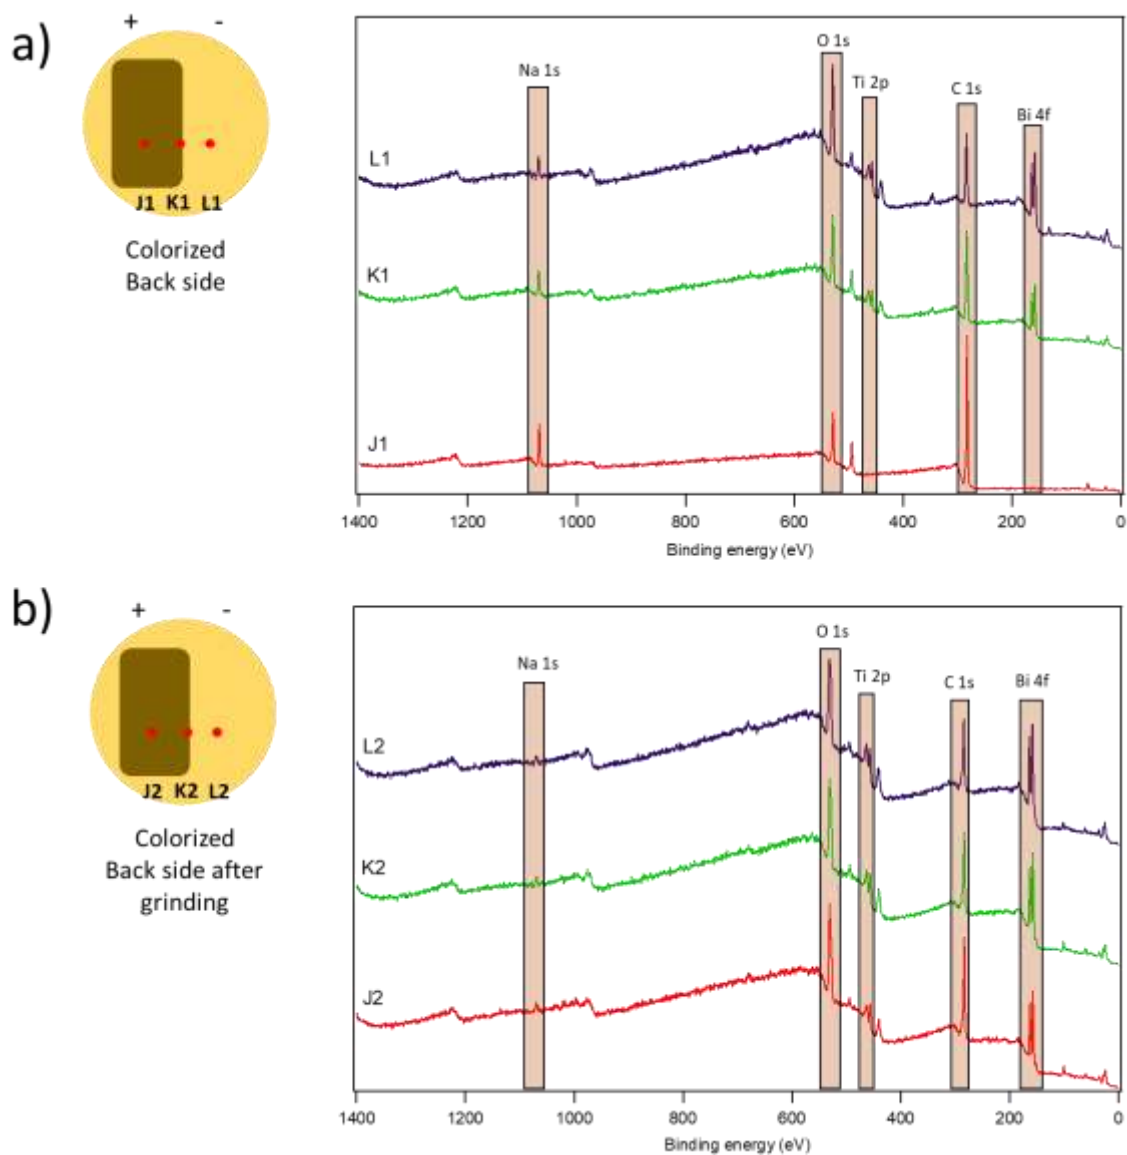 a)
+ -
J1 K1 L1
Colorized
Back side
Na 1s
O 1s
Ti 2p
C 1s
Bi 4f
L1
K1
J1
1400 1200 1000 800 600 400 200 0
Binding energy (eV)
b)
+ -
J2 K2 L2
Colorized
Back side after
grinding
Na 1s
O 1s
Ti 2p
C 1s
Bi 4f
L2
K2
J2
1400 1200 1000 800 600 400 200 0
Binding energy (eV)